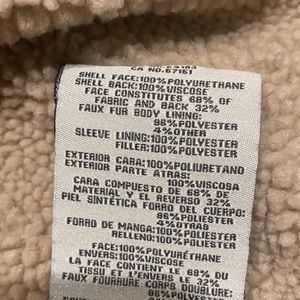 CA NO.57151
SHELL FACE:100%POLYURETHANE
SHELL BACK:100%VISCOSE
FACE CONSTITUTES 68% OF
FABRIC AND BACK 32%
FAUX FUR BODY LINING:
96%POLYESTER
4%OTHER
SLEEVE LINING:100%POLYESTER
FILLER:100%POLYESTER
EXTERIOR CARA:100%POLIURETANO
EXTERIOR PARTE ATRAS:
100%VISCOSA
CARA COMPUESTO DE 68% DE
MATERIAL Y EL REVERSO 32%
PIEL SINTÉTICA FORRO DEL CUERPO:
96%POLIESTER
4%OTRAS
FORRO DE MANGA:100%POLIESTER
RELLENO:100%POLIESTER
FACE:100%POLYURÉTHANE
ENVERS:100%VISCOSE
LA FACE CONTIENT LE 68% DU
TISSU ET L'ENVERS LE 32%
FAUX FOURRURE CORPS DOUBLURE:
96%POLYESTER